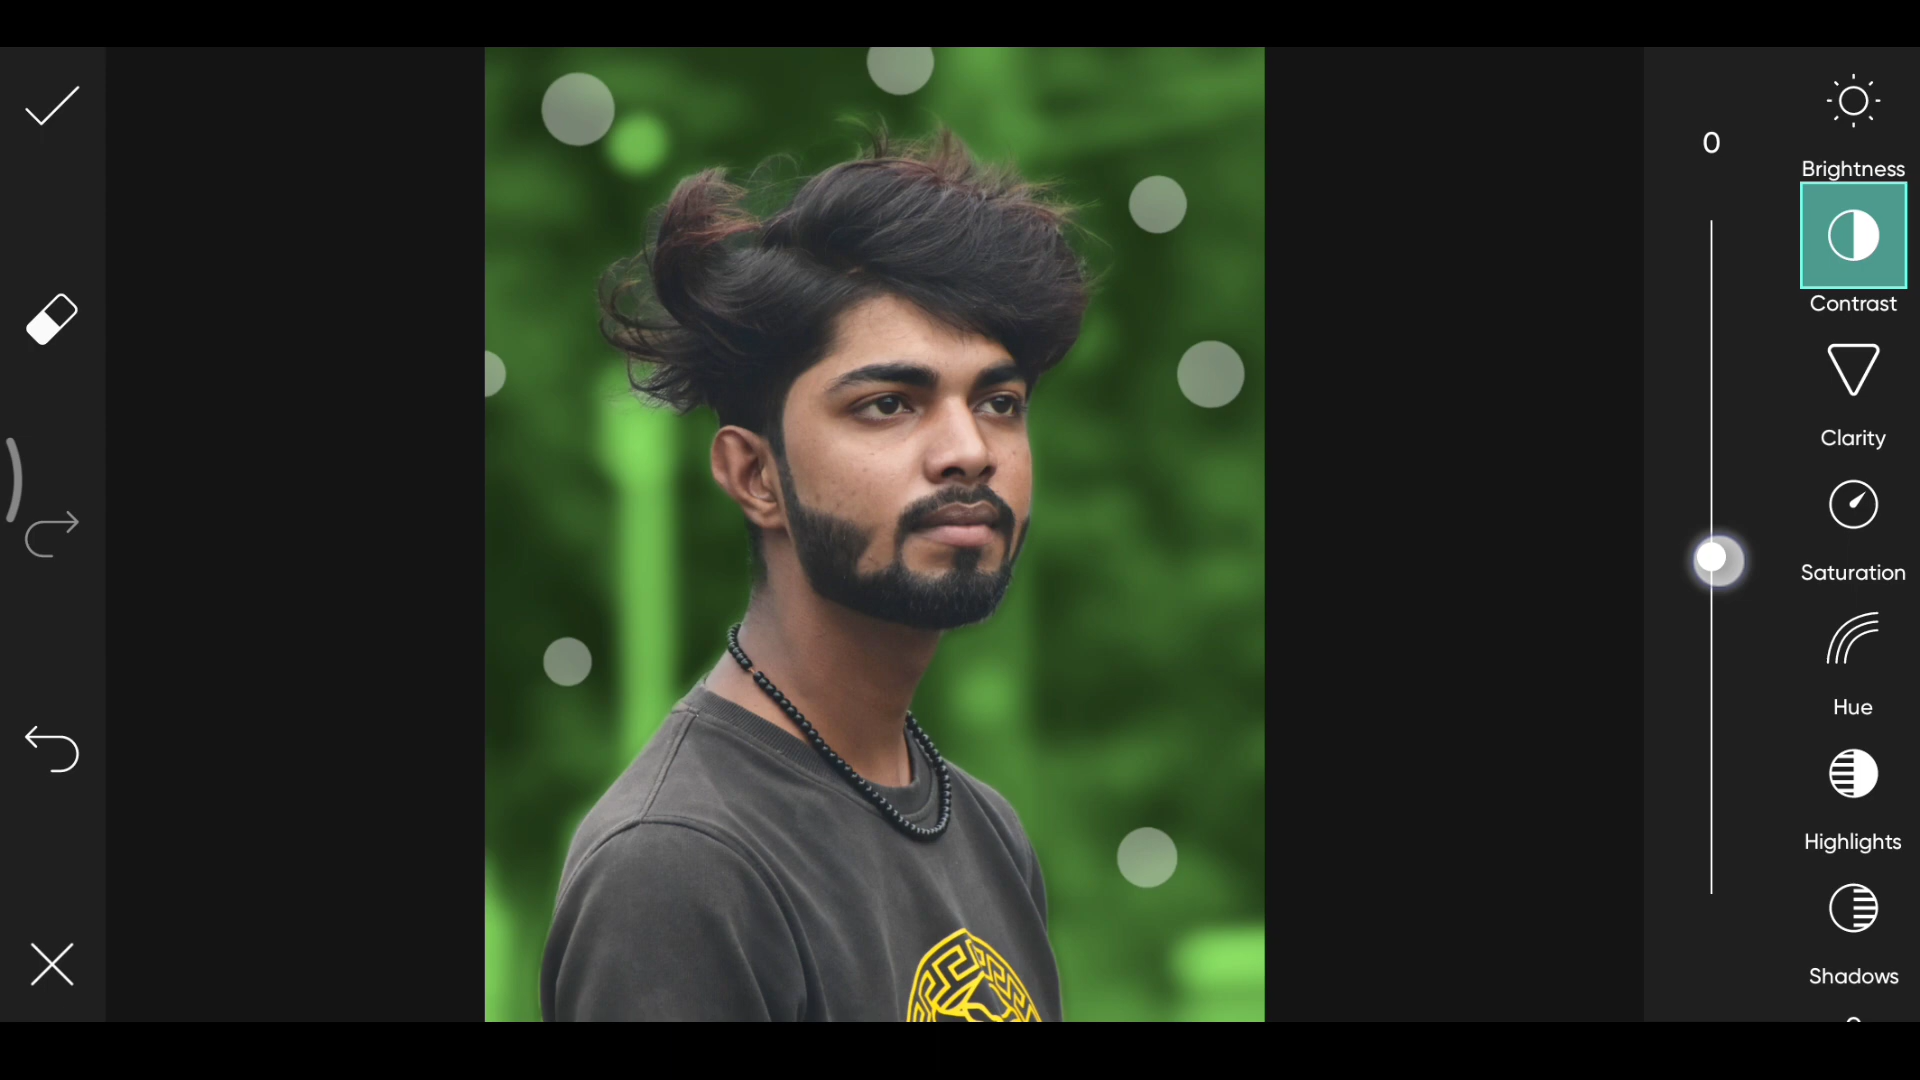 0
Brightness
Contrast
Clarity
Saturation
Hue
Highlights
Shadows